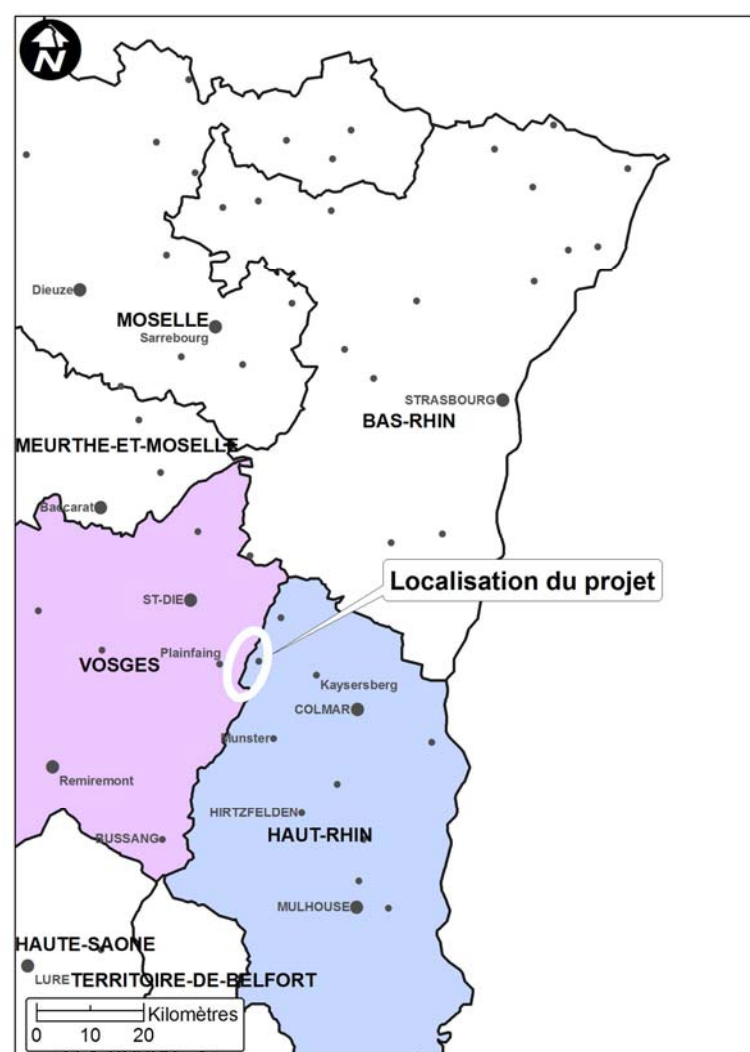 N
Dieuze
MOSELLE
Sarrebourg
STRASBOURG
BAS-RHIN
MEURTHE-ET-MOSELLE
Baccarat
Localisation du projet
ST-DIE
Plainfaing
VOSGES
Kaysersberg
COLMAR
Munster
Remiremont
HIRTZFELDEN
HAUT-RHIN
BUSSANG
MULHOUSE
HAUTE-SAONE
LURE TERRITOIRE-DE-BELFORT
Kilomètres
0 10 20